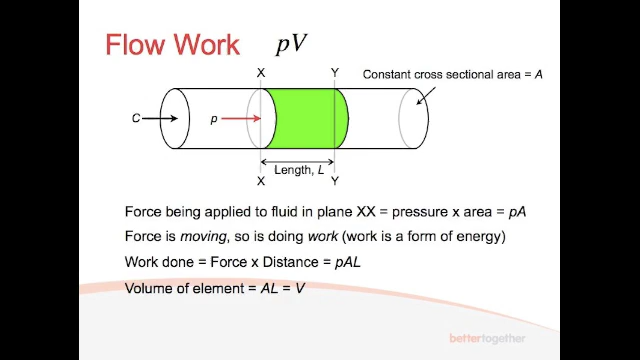 Flow Work pV
X Y
Constant cross sectional area = A
C p
Length, L
X Y
Force being applied to fluid in plane XX = pressure x area = pA
Force is moving, so is doing work (work is a form of energy)
Work done = Force x Distance = pAL
Volume of element = AL = V
bettertogether